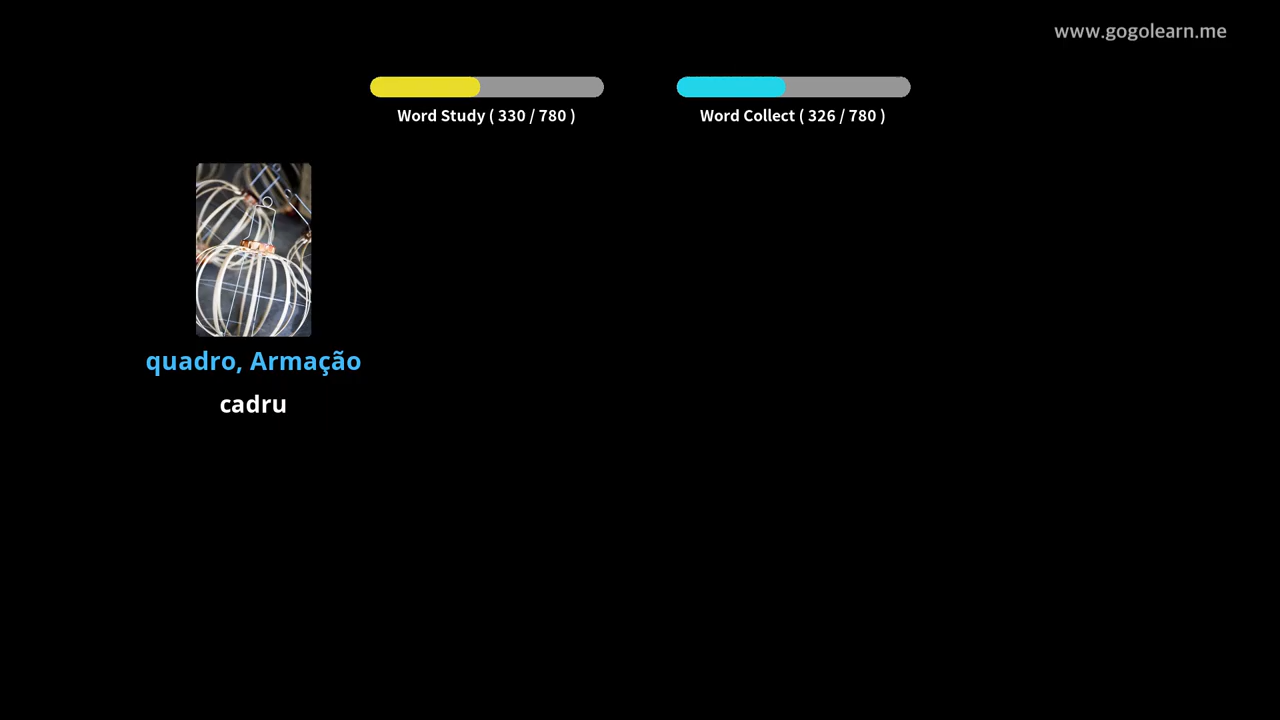 www.gogolearn.me
Word Study ( 330 / 780 )
Word Collect ( 326 / 780 )
quadro, Armação
cadru